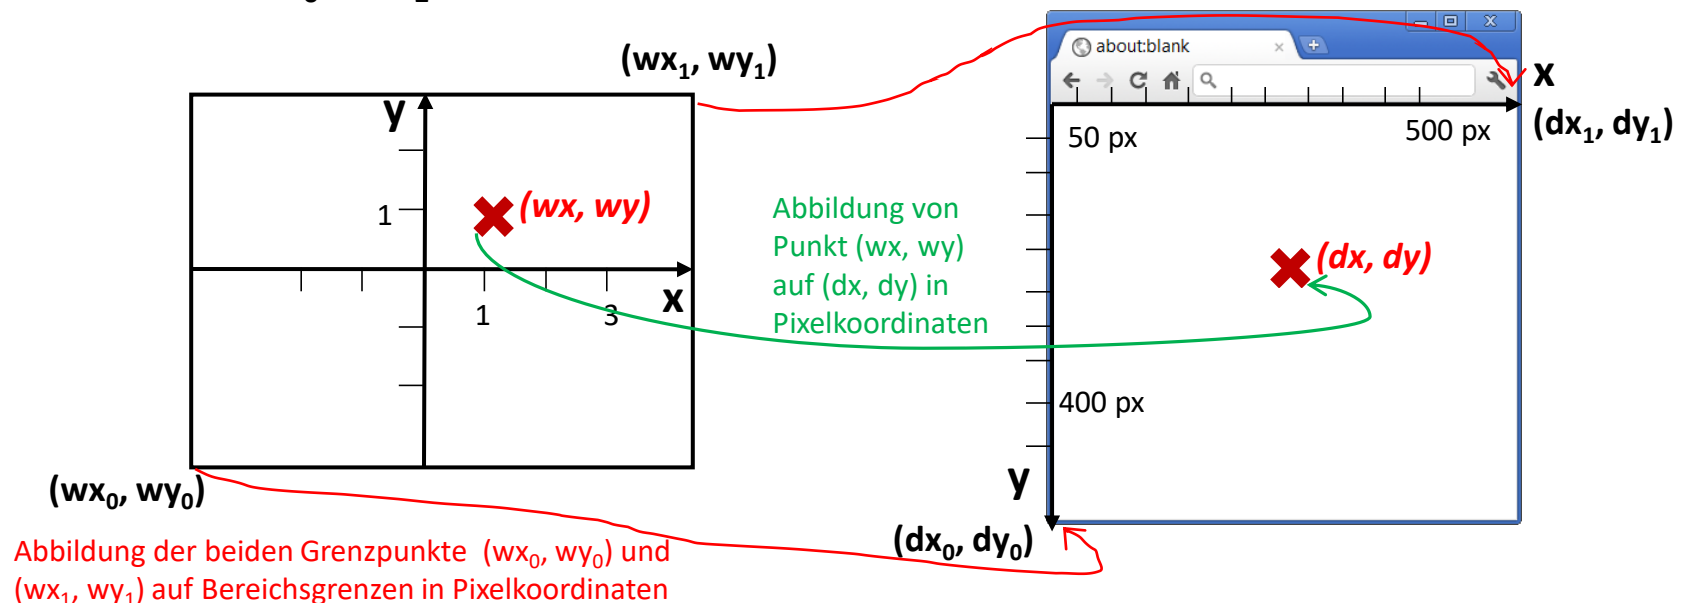 (wx₁, wy₁)
y
1
(wx, wy)
x
1
3
(wx₀, wy₀)
Abbildung der beiden Grenzpunkte (wx₀, wy₀) und
(wx₁, wy₁) auf Bereichsgrenzen in Pixelkoordinaten
Abbildung von
Punkt (wx, wy)
auf (dx, dy) in
Pixelkoordinaten
about:blank
x
(dx₁, dy₁)
50 px
500 px
(dx, dy)
400 px
y
(dx₀, dy₀)